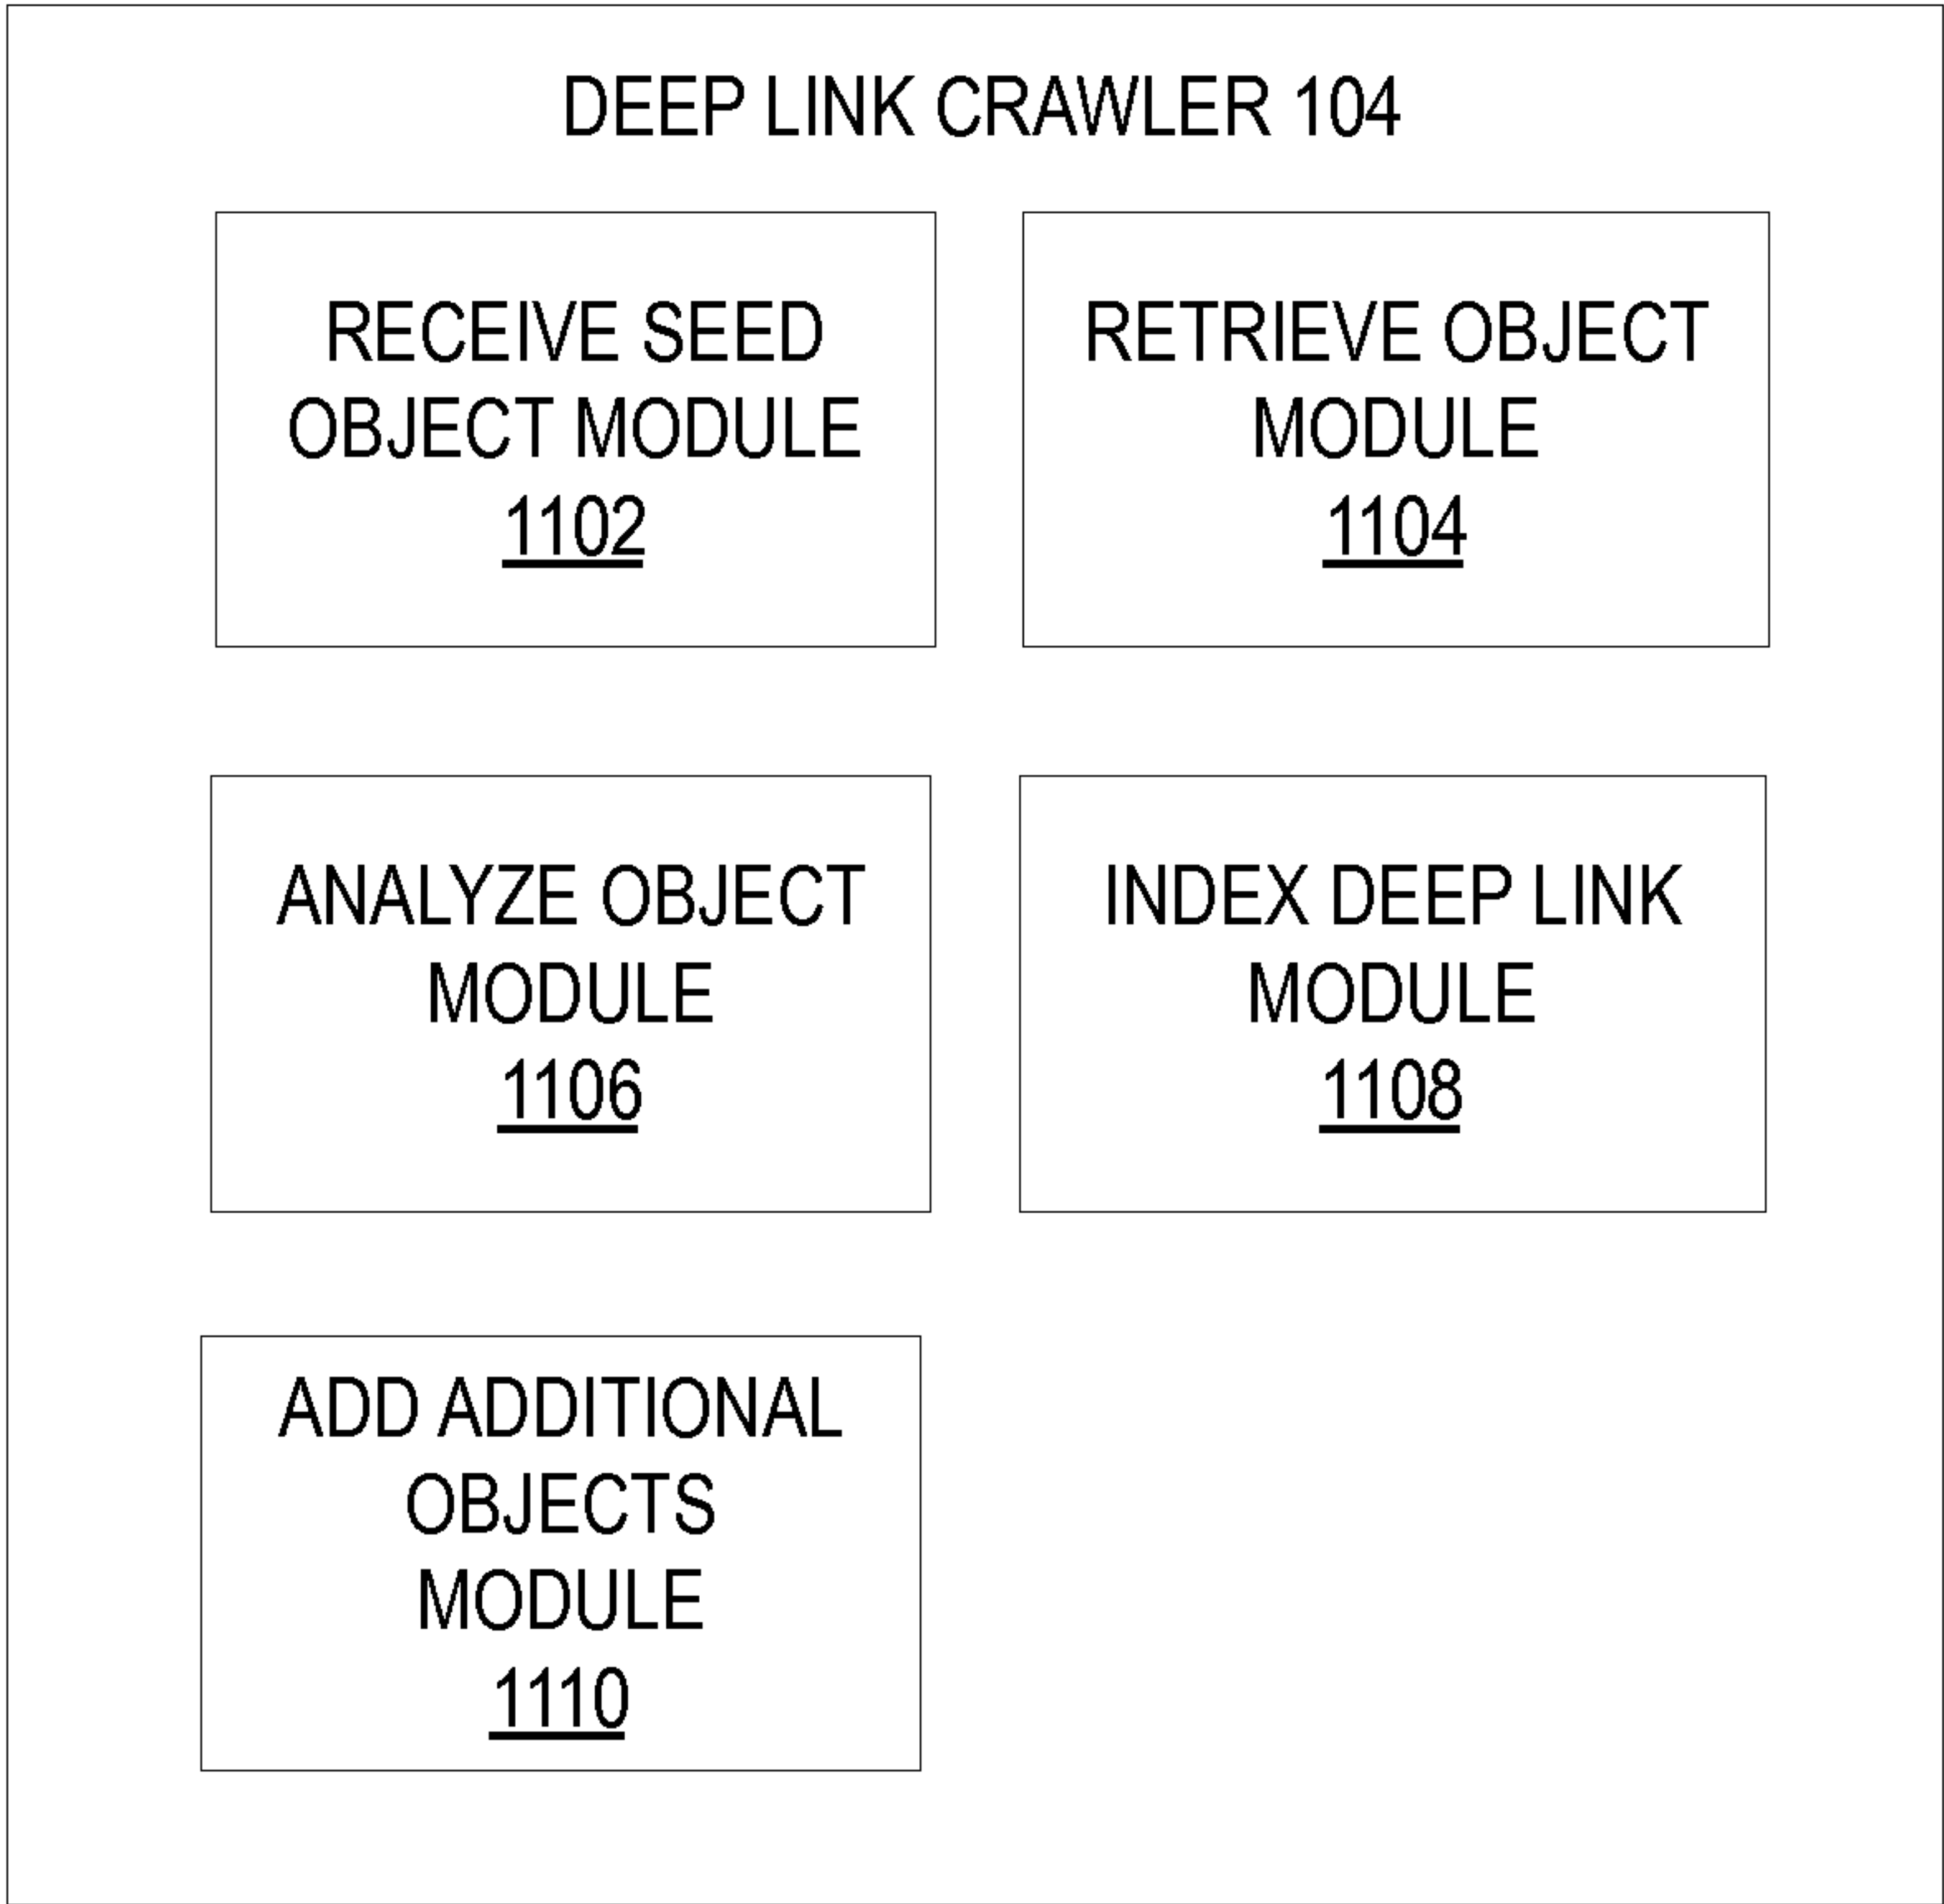 DEEP LINK CRAWLER 104
RECEIVE SEED
OBJECT MODULE
1102
RETRIEVE OBJECT
MODULE
1104
ANALYZE OBJECT
MODULE
1106
INDEX DEEP LINK
MODULE
1108
ADD ADDITIONAL
OBJECTS
MODULE
1110